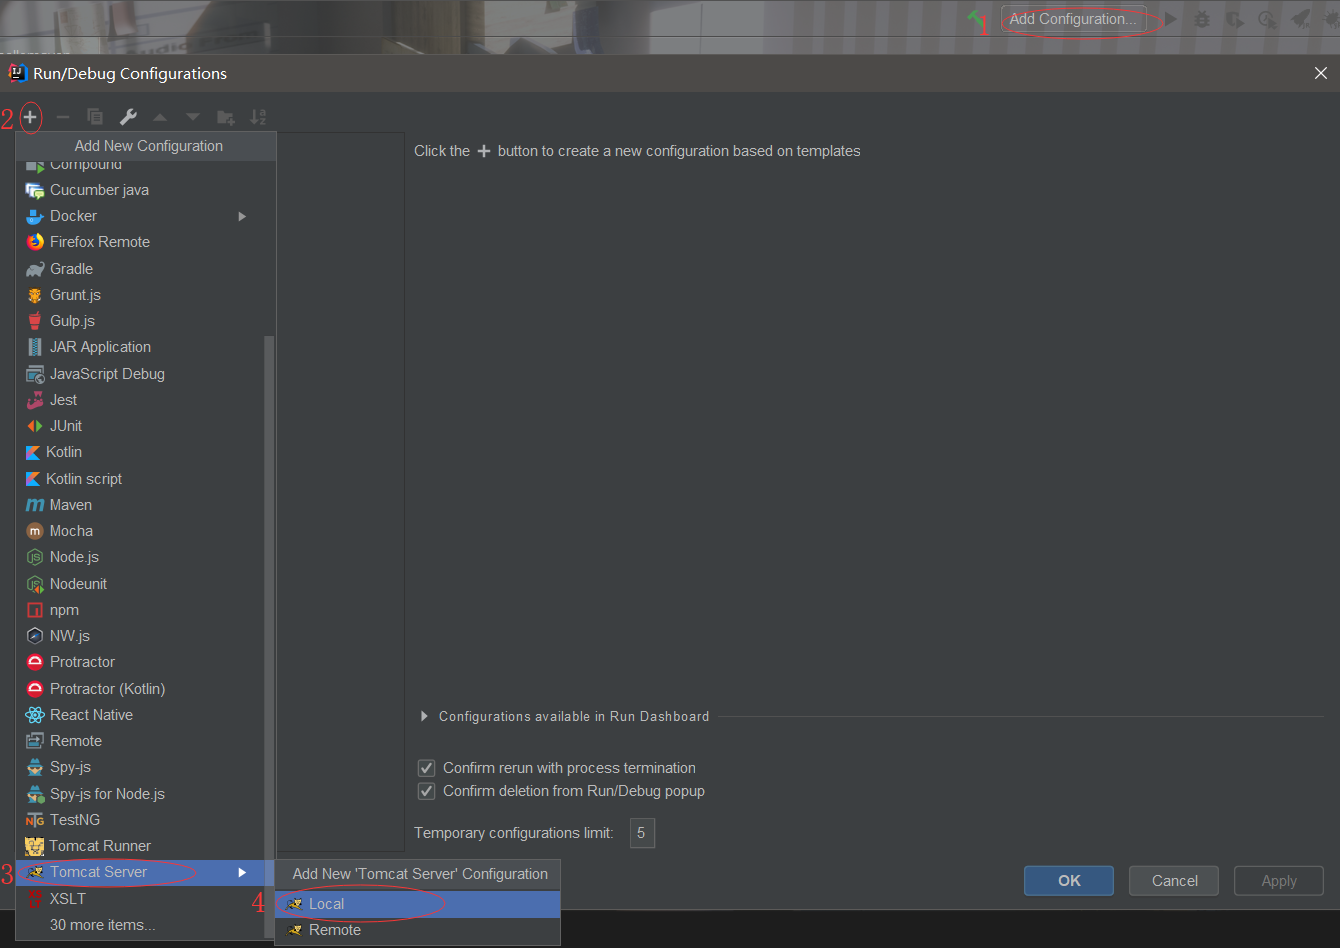 1
Add Configuration...
Run/Debug Configurations
2
Add New Configuration
Click the + button to create a new configuration based on templates
Compound
Cucumber java
Docker
Firefox Remote
Gradle
Grunt.js
Gulp.js
JAR Application
JavaScript Debug
Jest
JUnit
Kotlin
Kotlin script
Maven
Mocha
Node.js
Nodeunit
npm
NW.js
Protractor
Protractor (Kotlin)
React Native
Configurations available in Run Dashboard
Remote
Spy-js
Confirm rerun with process termination
Spy-js for Node.js
Confirm deletion from Run/Debug popup
TestNG
Temporary configurations limit: 5
Tomcat Runner
3 Tomcat Server
Add New 'Tomcat Server' Configuration
OK Cancel Apply
XSLT
4 Local
30 more items...
Remote